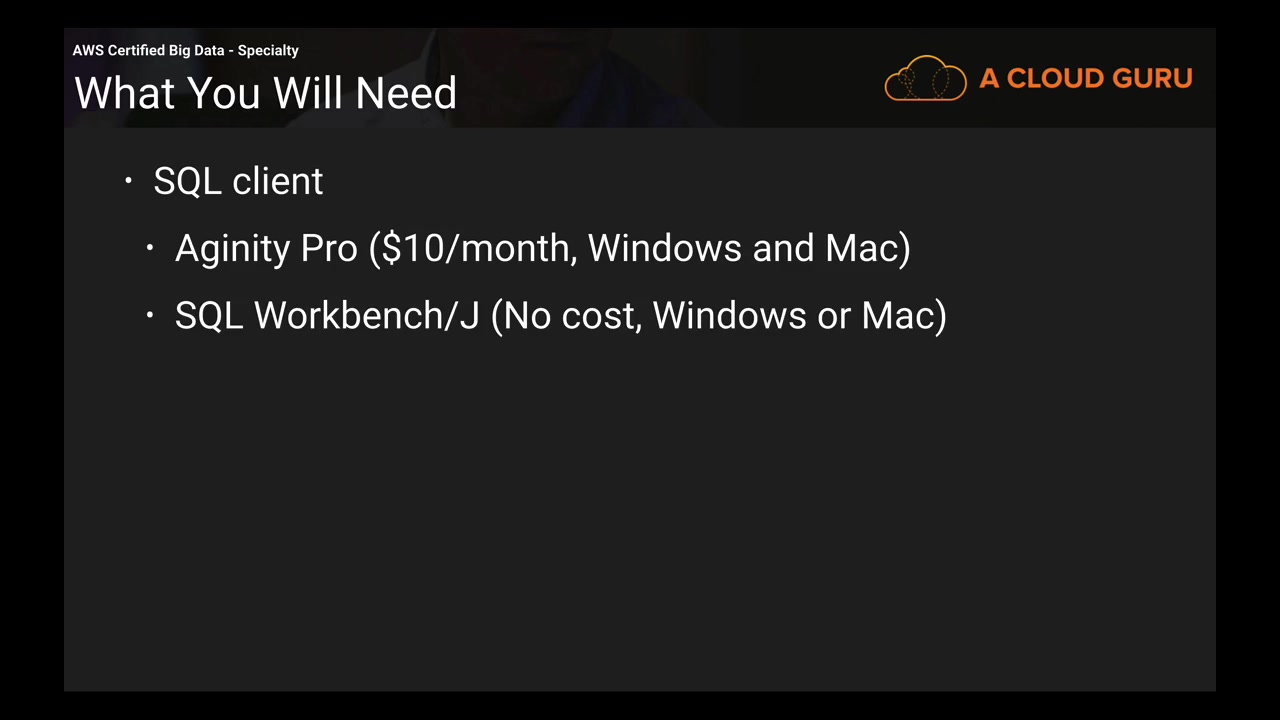 AWS Certified Big Data - Specialty
What You Will Need
A CLOUD GURU
• SQL client
• Aginity Pro ($10/month, Windows and Mac)
• SQL Workbench/J (No cost, Windows or Mac)